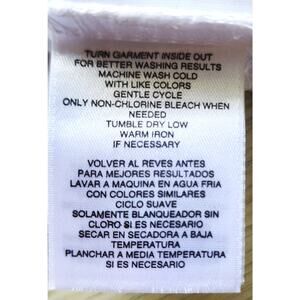 TURN GARMENT INSIDE OUT
FOR BETTER WASHING RESULTS
MACHINE WASH COLD
WITH LIKE COLORS
GENTLE CYCLE
ONLY NON-CHLORINE BLEACH WHEN
NEEDED
TUMBLE DRY LOW
WARM IRON
IF NECESSARY
VOLVER AL REVES ANTES
PARA MEJORES RESULTADOS
LAVAR A MAQUINA EN AGUA FRIA
CON COLORES SIMILARES
CICLO SUAVE
SOLAMENTE BLANQUEADOR SIN
CLORO SI ES NECESARIO
SECAR EN SECADORA A BAJA
TEMPERATURA
PLANCHAR A MEDIA TEMPERATURA
SI ES NECESARIO